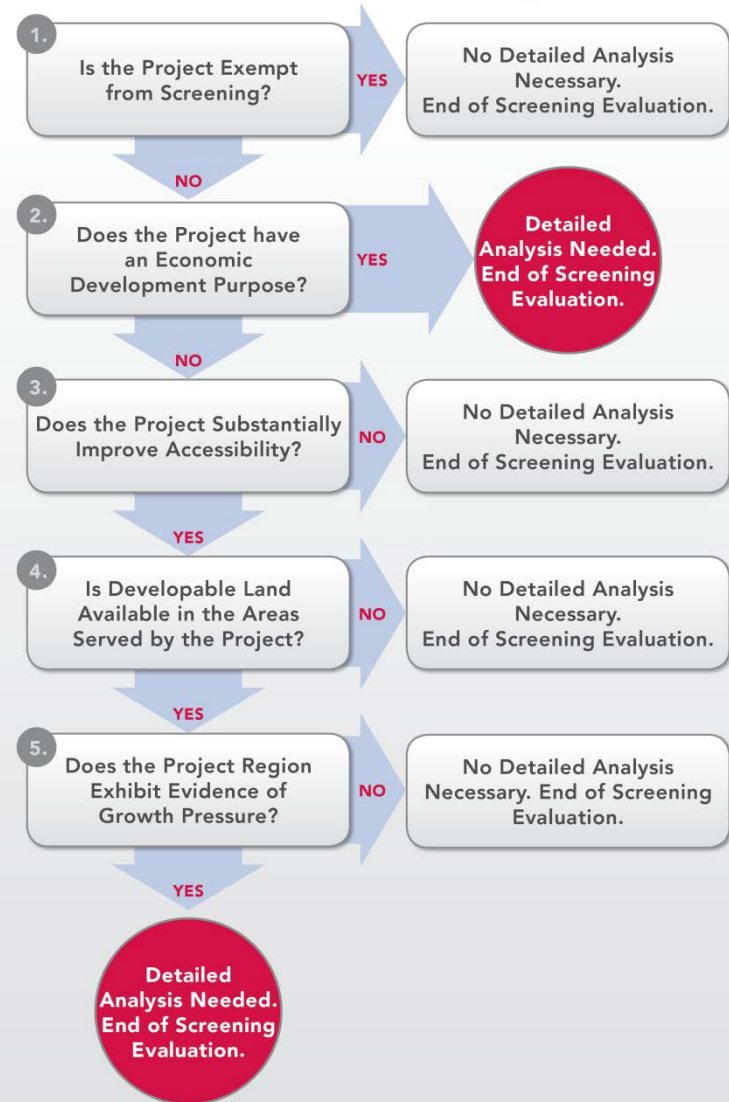 1.
Is the Project Exempt
from Screening?
YES
No Detailed Analysis
Necessary.
End of Screening Evaluation.
NO
2.
Does the Project have
an Economic
Development Purpose?
YES
Detailed
Analysis Needed.
End of Screening
Evaluation.
NO
3.
Does the Project Substantially
Improve Accessibility?
NO
No Detailed Analysis
Necessary.
End of Screening Evaluation.
YES
4.
Is Developable Land
Available in the Areas
Served by the Project?
NO
No Detailed Analysis
Necessary.
End of Screening Evaluation.
YES
5.
Does the Project Region
Exhibit Evidence of
Growth Pressure?
NO
No Detailed Analysis
Necessary. End of Screening
Evaluation.
YES
Detailed
Analysis Needed.
End of Screening
Evaluation.